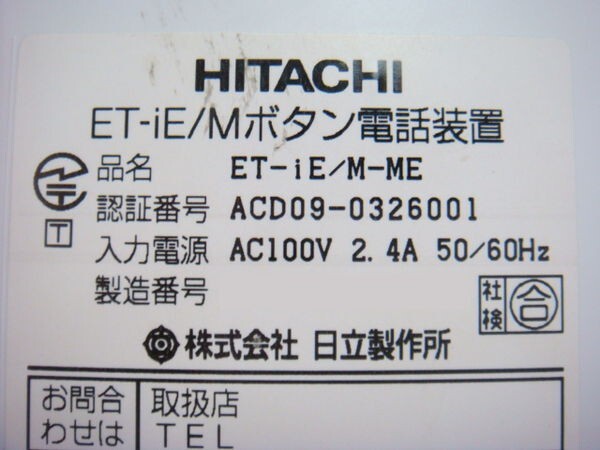 HITACHI
ET-iE/Mボタン電話装置
品名 ET-iE/M-ME
認証番号 ACD09-0326001
T
入力電源 AC100V 2.4A 50/60Hz
製造番号
社検 合
株式会社 日立製作所
お問合わせは
取扱店
TEL